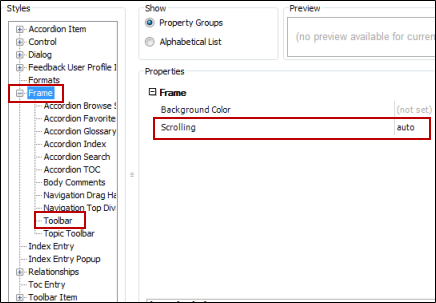 Styles
Accordion Item
Control
Dialog
Feedback User Profile I
Formats
Frame
Accordion Browse S
Accordion Favorite
Accordion Glossary
Accordion Index
Accordion Search
Accordion TOC
Body Comments
Navigation Drag Ha
Navigation Top Div
Toolbar
Topic Toolbar
Index Entry
Index Entry Popup
Relationships
Toc Entry
Toolbar Item
Show
Property Groups
Alphabetical List
Preview
(no preview available for curren
Properties
Frame
Background Color (not set)
Scrolling auto